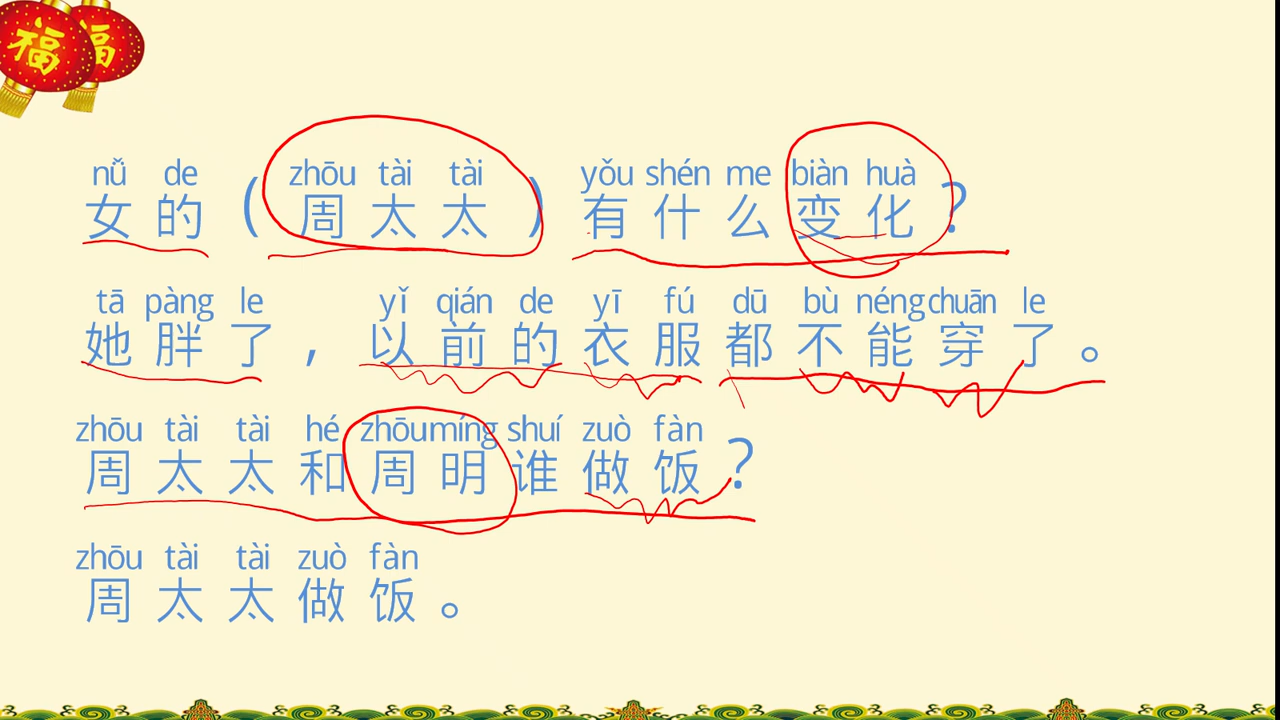 福 福
nǚ de zhōu tài tài yǒu shén me biàn huà
女的（周太太）有什么变化？
tā pàng le yǐ qián de yī fú dū bù néng chuān le
她胖了，以前的衣服都不能穿了。
zhōu tài tài hé zhōu míng shuí zuò fàn
周太太和周明谁做饭？
zhōu tài tài zuò fàn
周太太做饭。